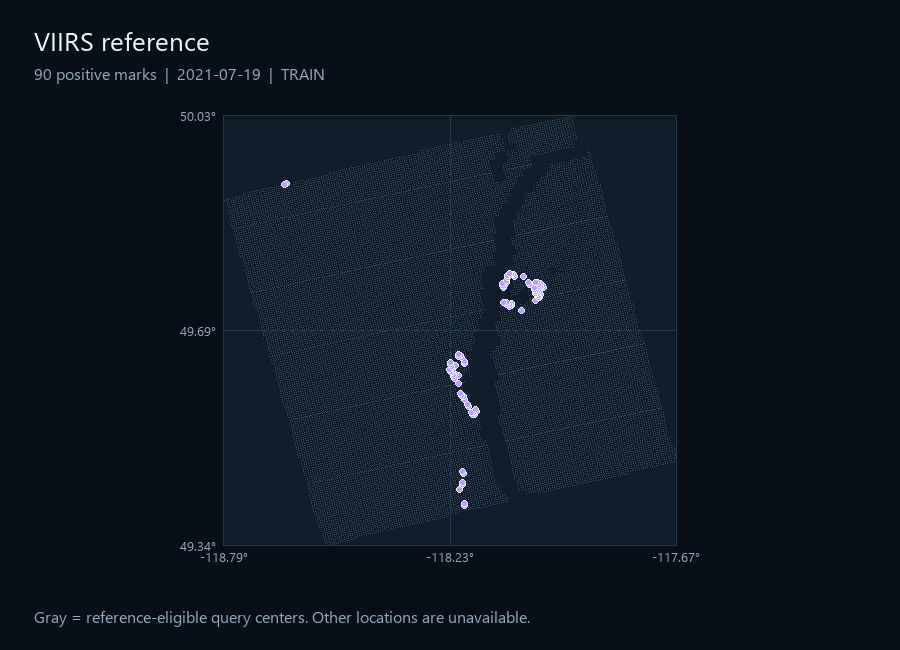 VIIRS reference
90 positive marks | 2021-07-19 | TRAIN
50.03°
49.69°
49.34°
-118.79°
-118.23°
-117.67°
Gray = reference-eligible query centers. Other locations are unavailable.